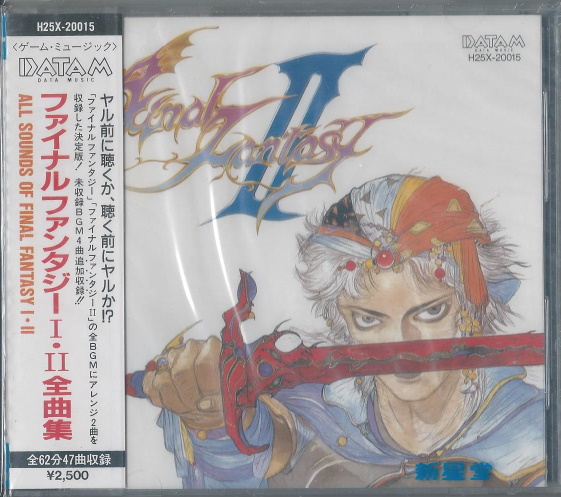 H25X-20015
〈ゲーム・ミュージック〉
DATAM
DATA MUSIC
ファイナルファンタジーI・II全曲集
ALL SOUNDS OF FINAL FANTASY I・II
ヤル前に聴くか、聴く前にヤルか!?
「ファイナルファンタジー」「ファイナルファンタジーII」の全BGMにアレンジ2曲を
収録した決定版! 未収録BGM4曲追加収録!!
全62分47曲収録
¥2,500
Final
Fantasy
II
DATAM
DATA MUSIC
H25X-20015
新星堂